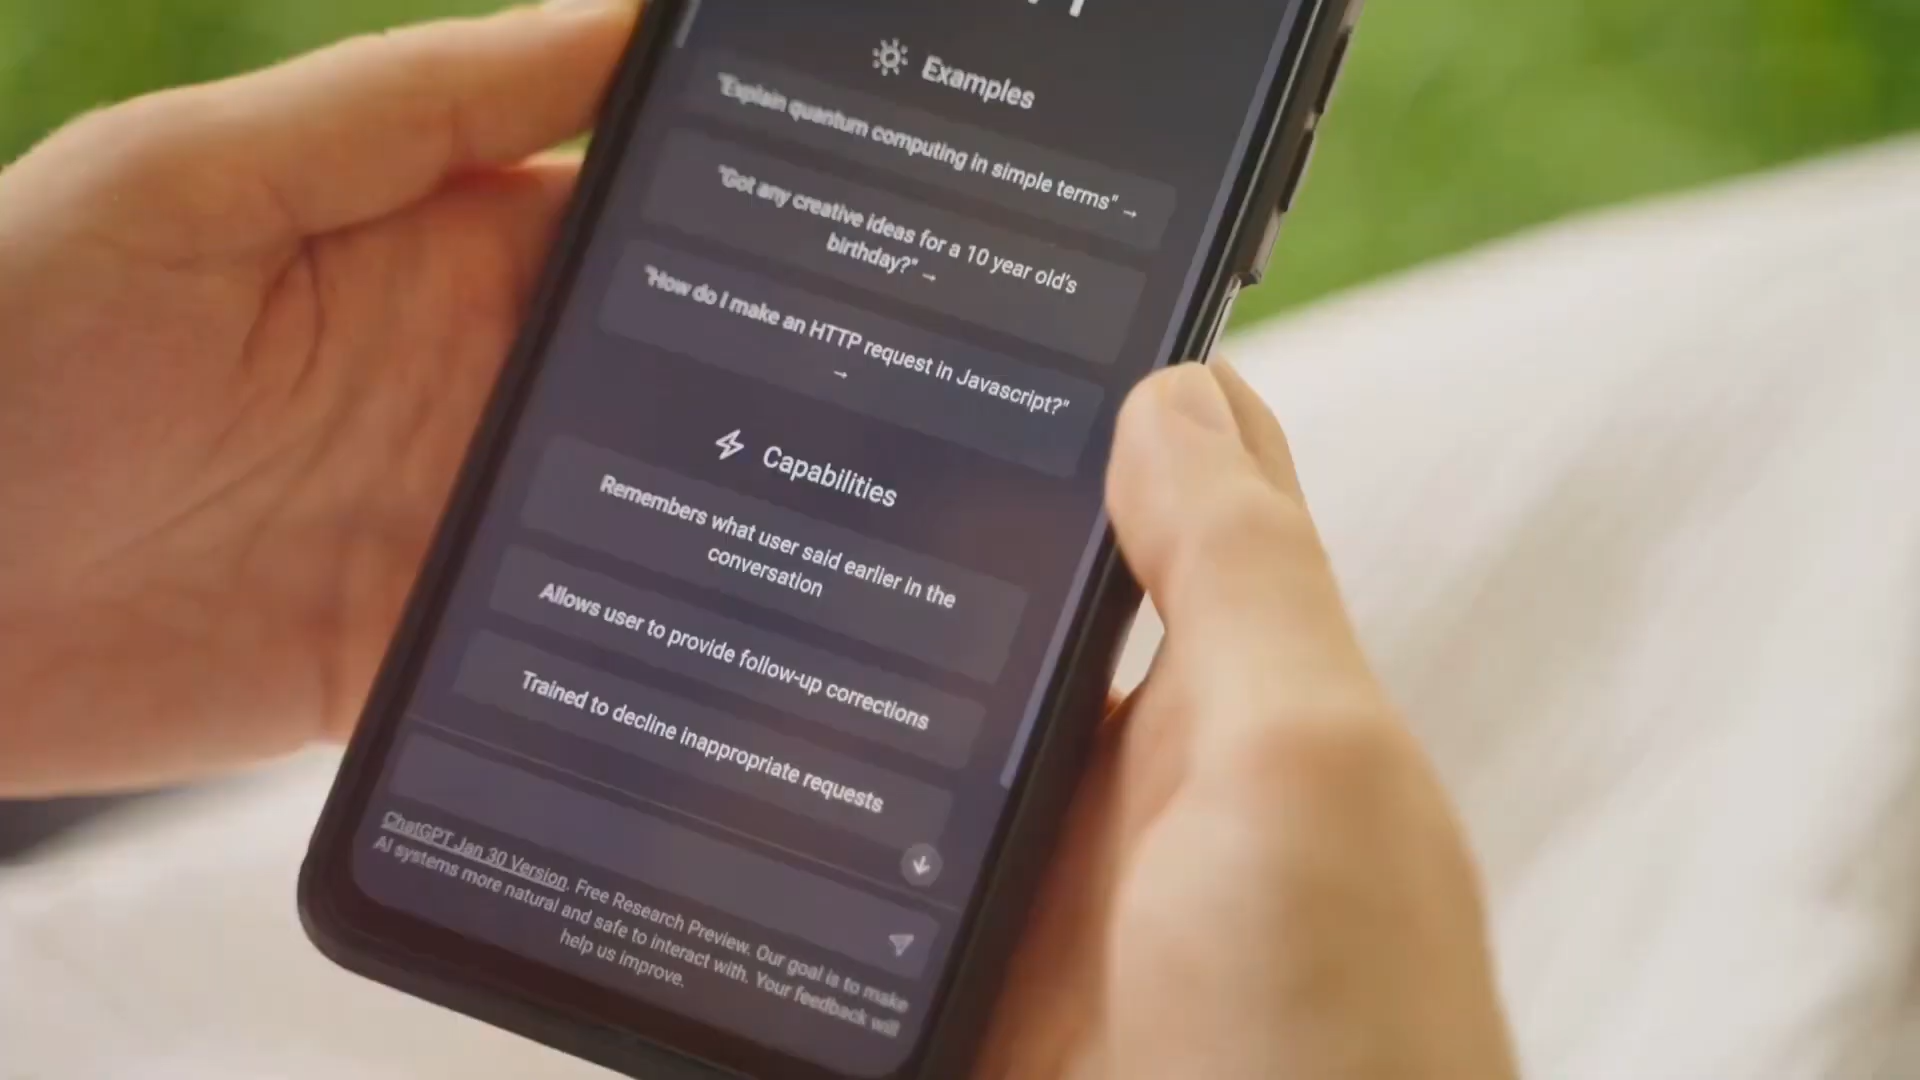 Examples
"Explain quantum computing in simple terms" →
"Got any creative ideas for a 10 year old's
birthday?" →
"How do I make an HTTP request in Javascript?"
→
Capabilities
Remembers what user said earlier in the
conversation
Allows user to provide follow-up corrections
Trained to decline inappropriate requests
ChatGPT Jan 30 Version. Free Research Preview. Our goal is to make
AI systems more natural and safe to interact with. Your feedback will
help us improve.